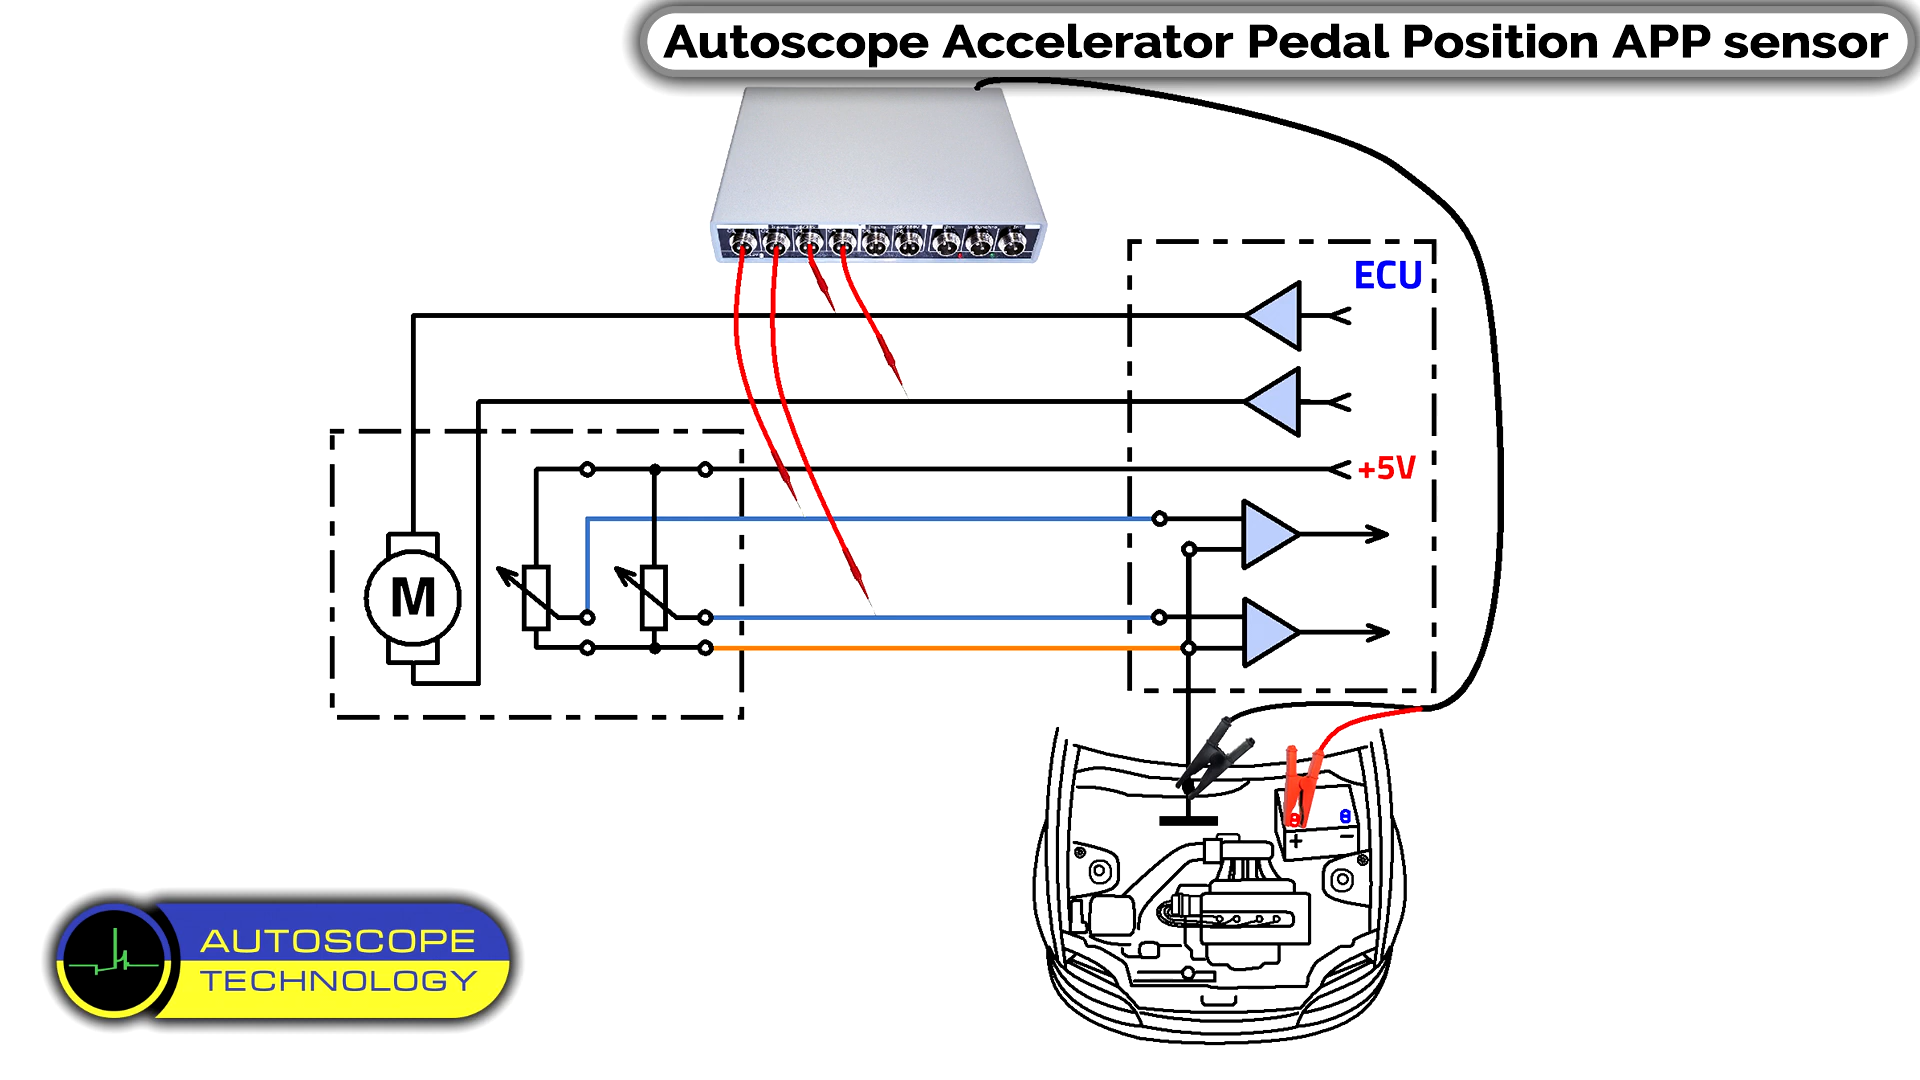 Autoscope Accelerator Pedal Position APP sensor
ECU
+5V
M
+ −
AUTOSCOPE
TECHNOLOGY